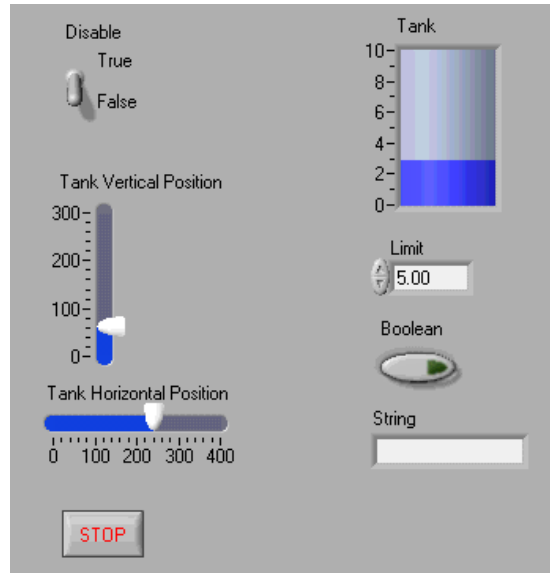 Disable
True
False
Tank Vertical Position
300
200
100
0
Tank Horizontal Position
0 100 200 300 400
STOP
Tank
10
8
6
4
2
0
Limit
5.00
Boolean
String